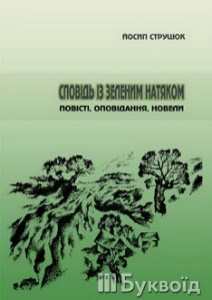 ЙОСИП СТРУЦЮК
СПОВІДЬ ІЗ ЗЕЛЕНИМ НАТЯКОМ
ПОВІСТІ, ОПОВІДАННЯ, НОВЕЛИ
Буквоїд